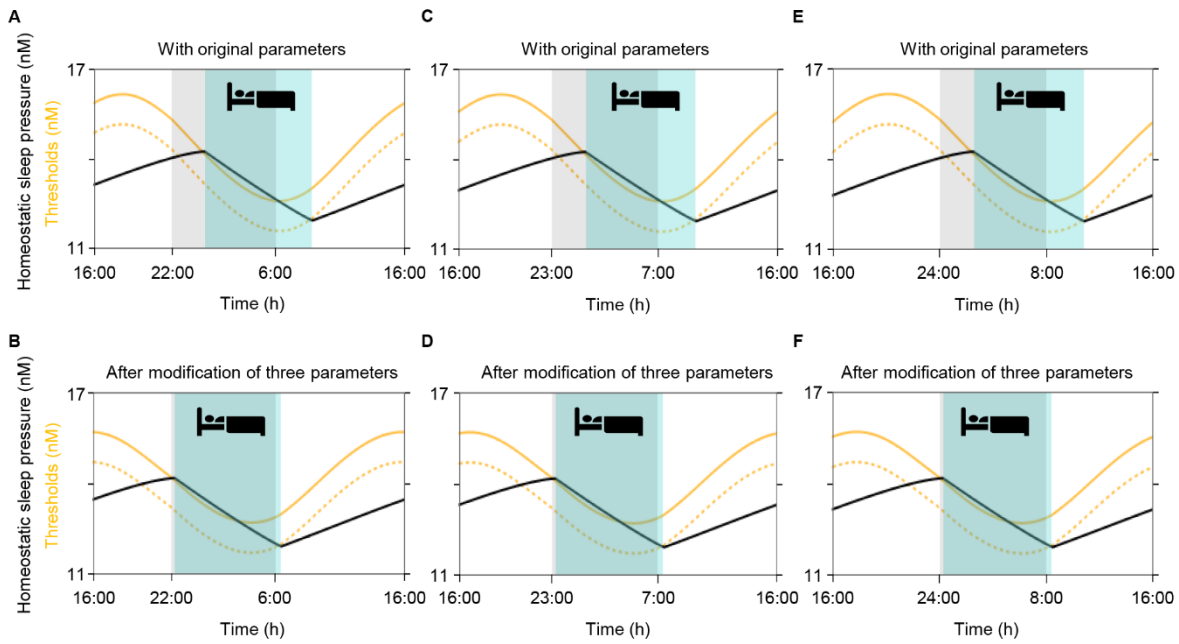 A
With original parameters
Homeostatic sleep pressure (nM)
Thresholds (nM)
17
11
16:00 22:00 6:00 16:00
Time (h)
C
With original parameters
17
11
16:00 23:00 7:00 16:00
Time (h)
E
With original parameters
17
11
16:00 24:00 8:00 16:00
Time (h)
B
After modification of three parameters
Homeostatic sleep pressure (nM)
Thresholds (nM)
17
11
16:00 22:00 6:00 16:00
Time (h)
D
After modification of three parameters
17
11
16:00 23:00 7:00 16:00
Time (h)
F
After modification of three parameters
17
11
16:00 24:00 8:00 16:00
Time (h)